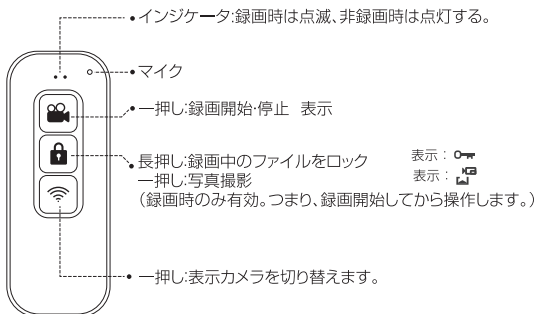 インジケータ:録画時は点滅、非録画時は点灯する。
マイク
一押し:録画開始・停止 表示
長押し:録画中のファイルをロック 表示：
一押し:写真撮影 表示：
（録画時のみ有効。つまり、録画開始してから操作します。）
一押し:表示カメラを切り替えます。